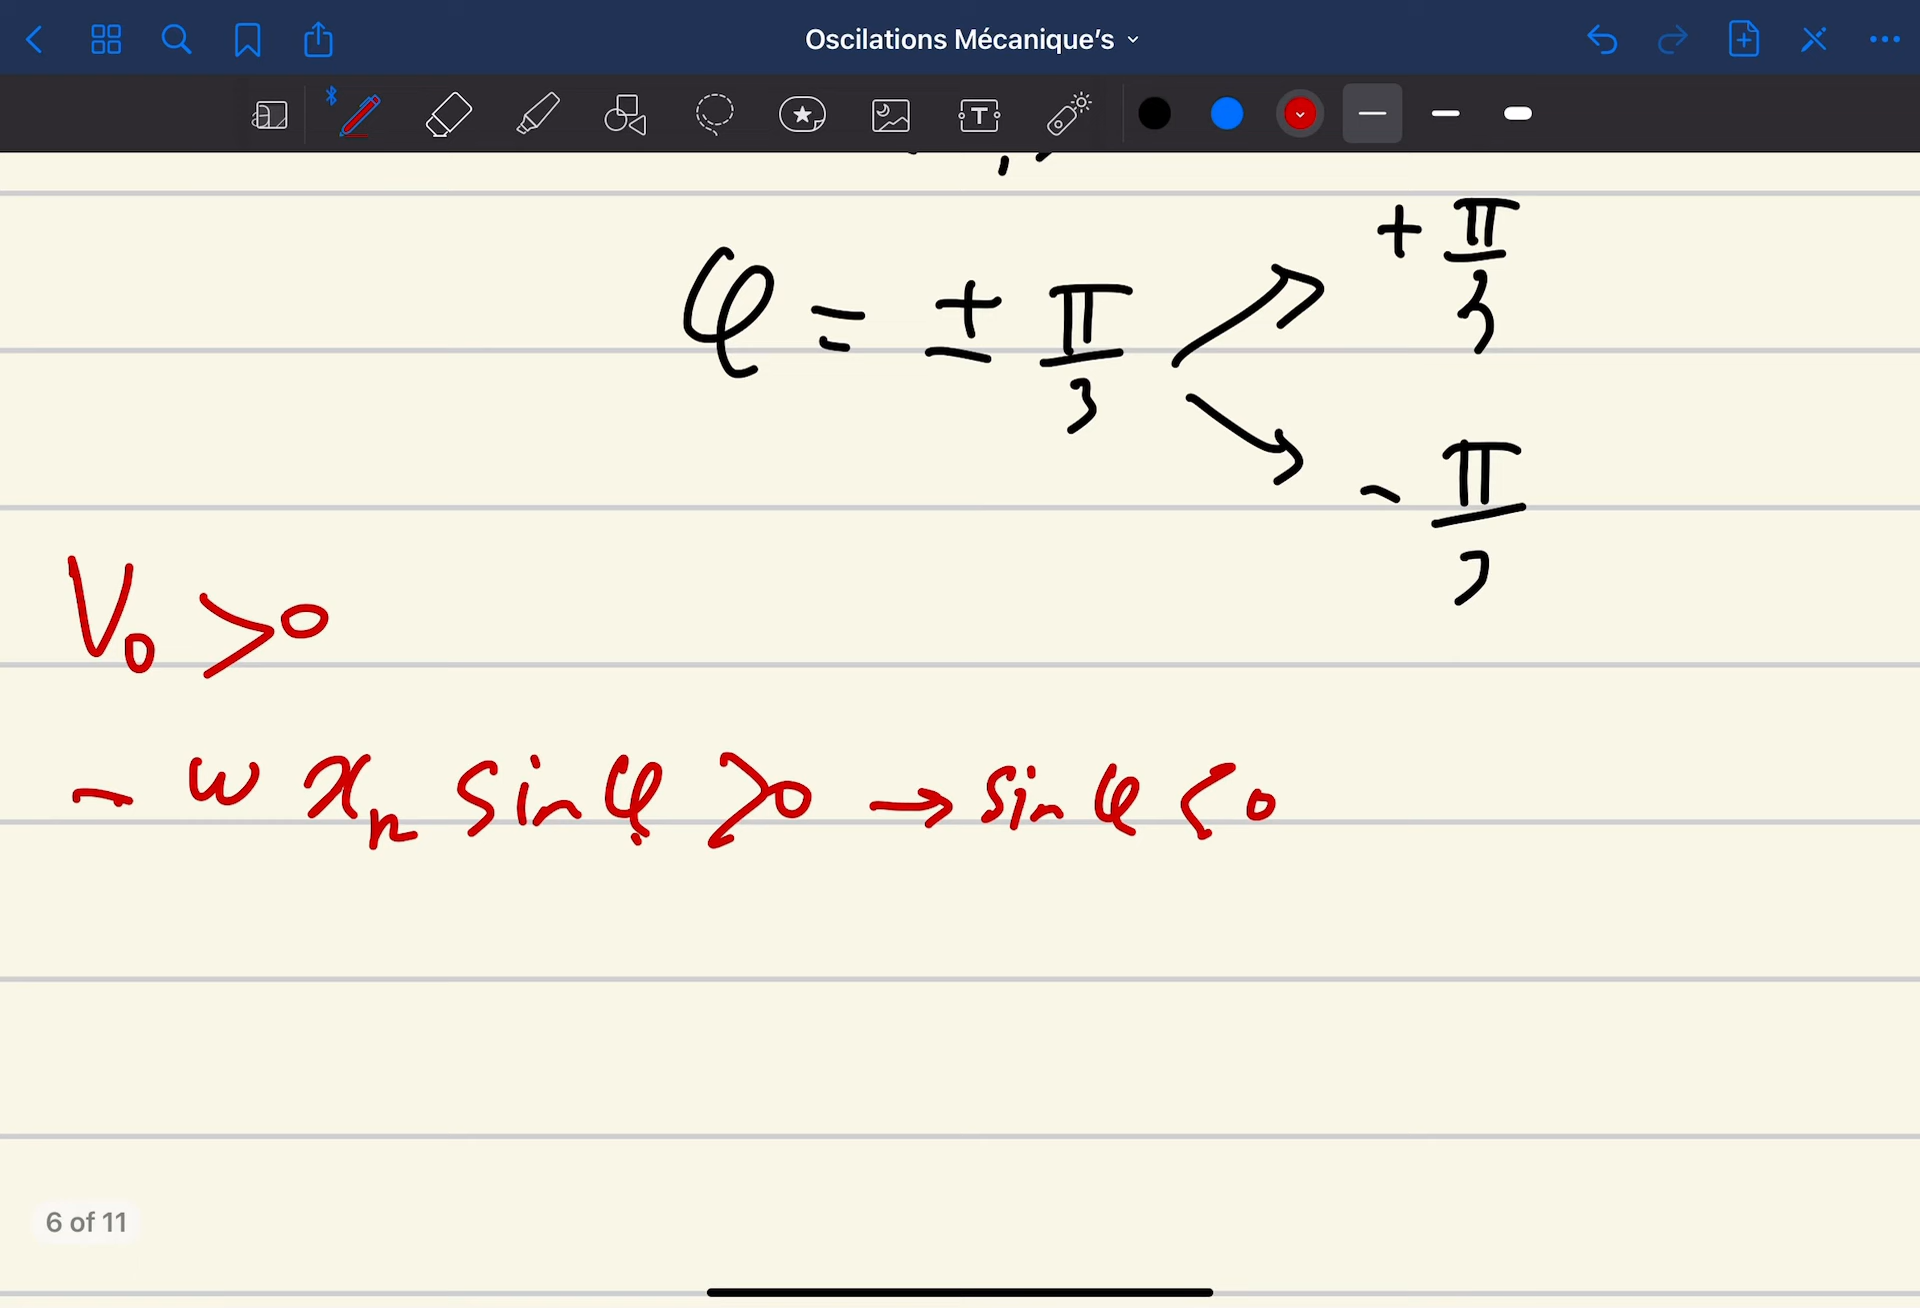 Oscilations Mécanique's
T
φ = ± π/3
+ π/3
- π/3
V₀ > 0
- w xₘ sin φ > 0 → sin φ < 0
6 of 11